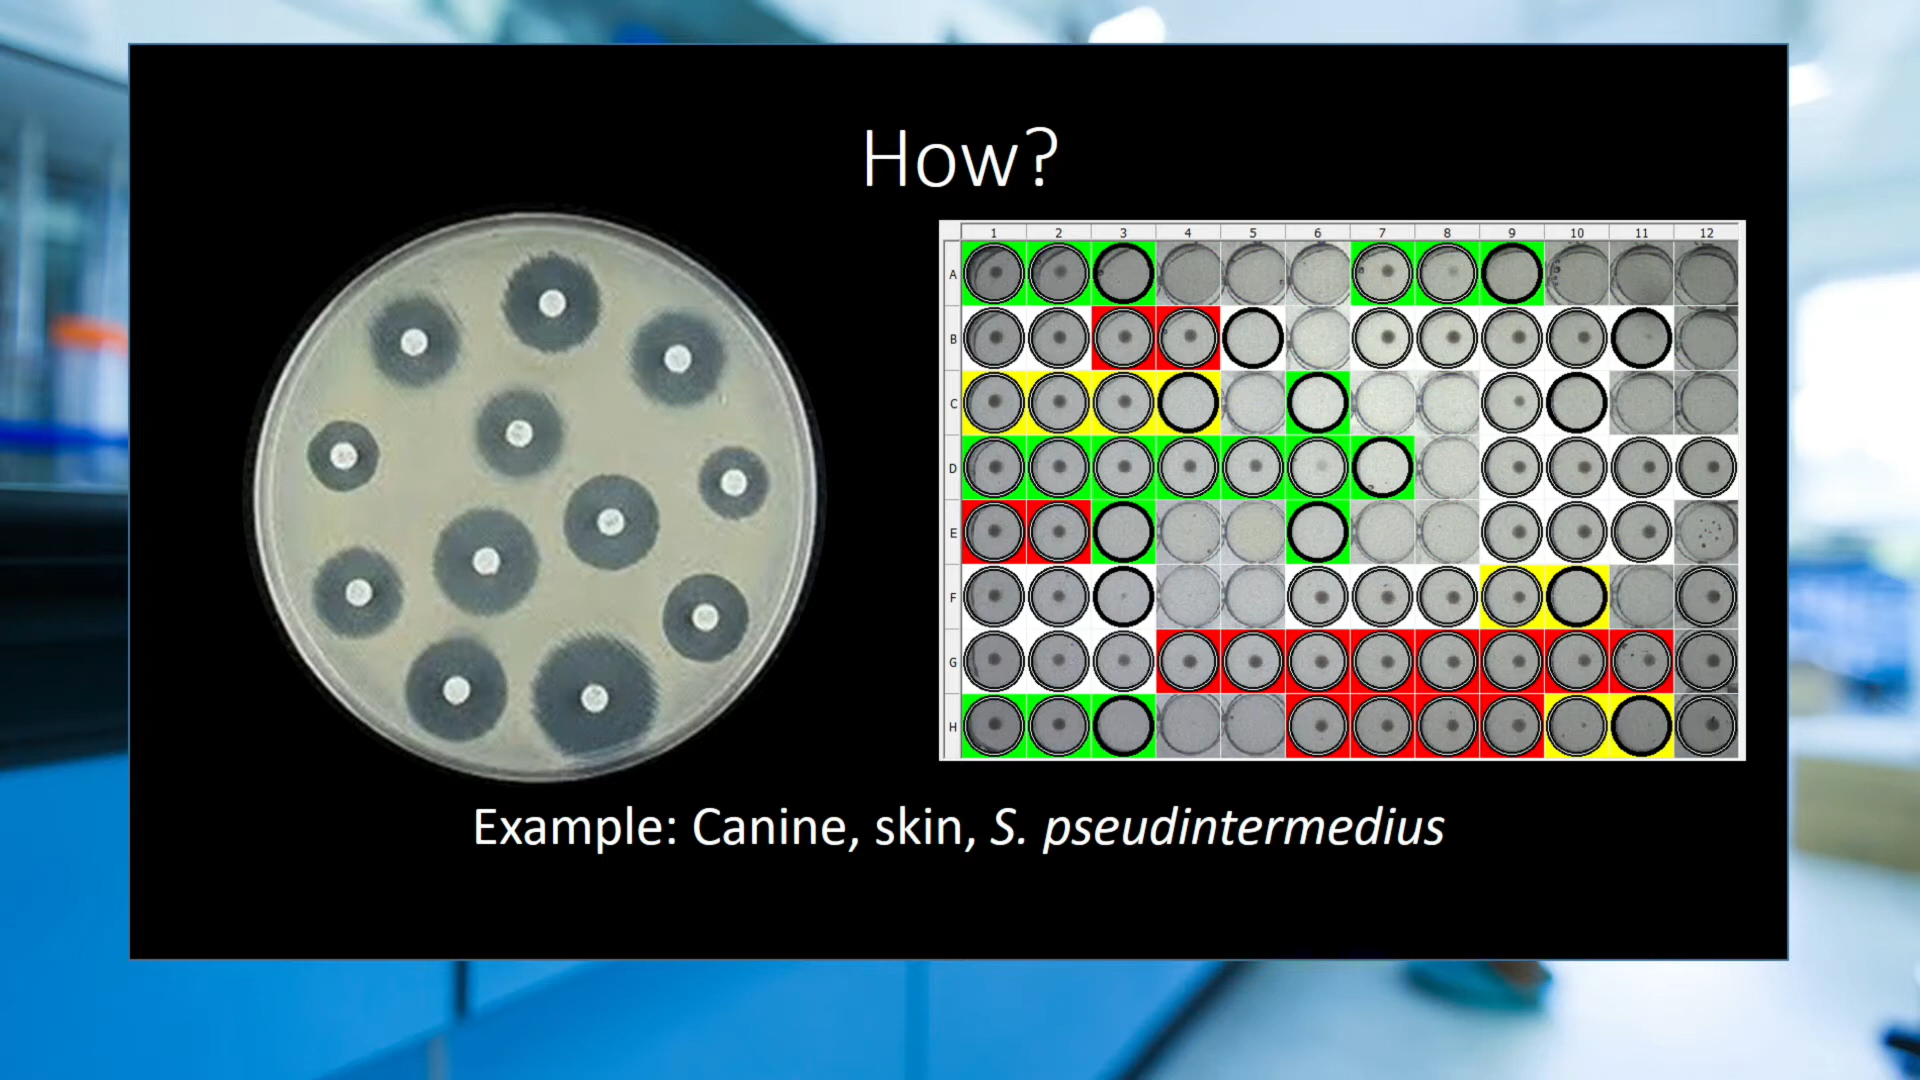 How?
1 2 3 4 5 6 7 8 9 10 11 12
A
B
C
D
E
F
G
H
Example: Canine, skin, S. pseudintermedius